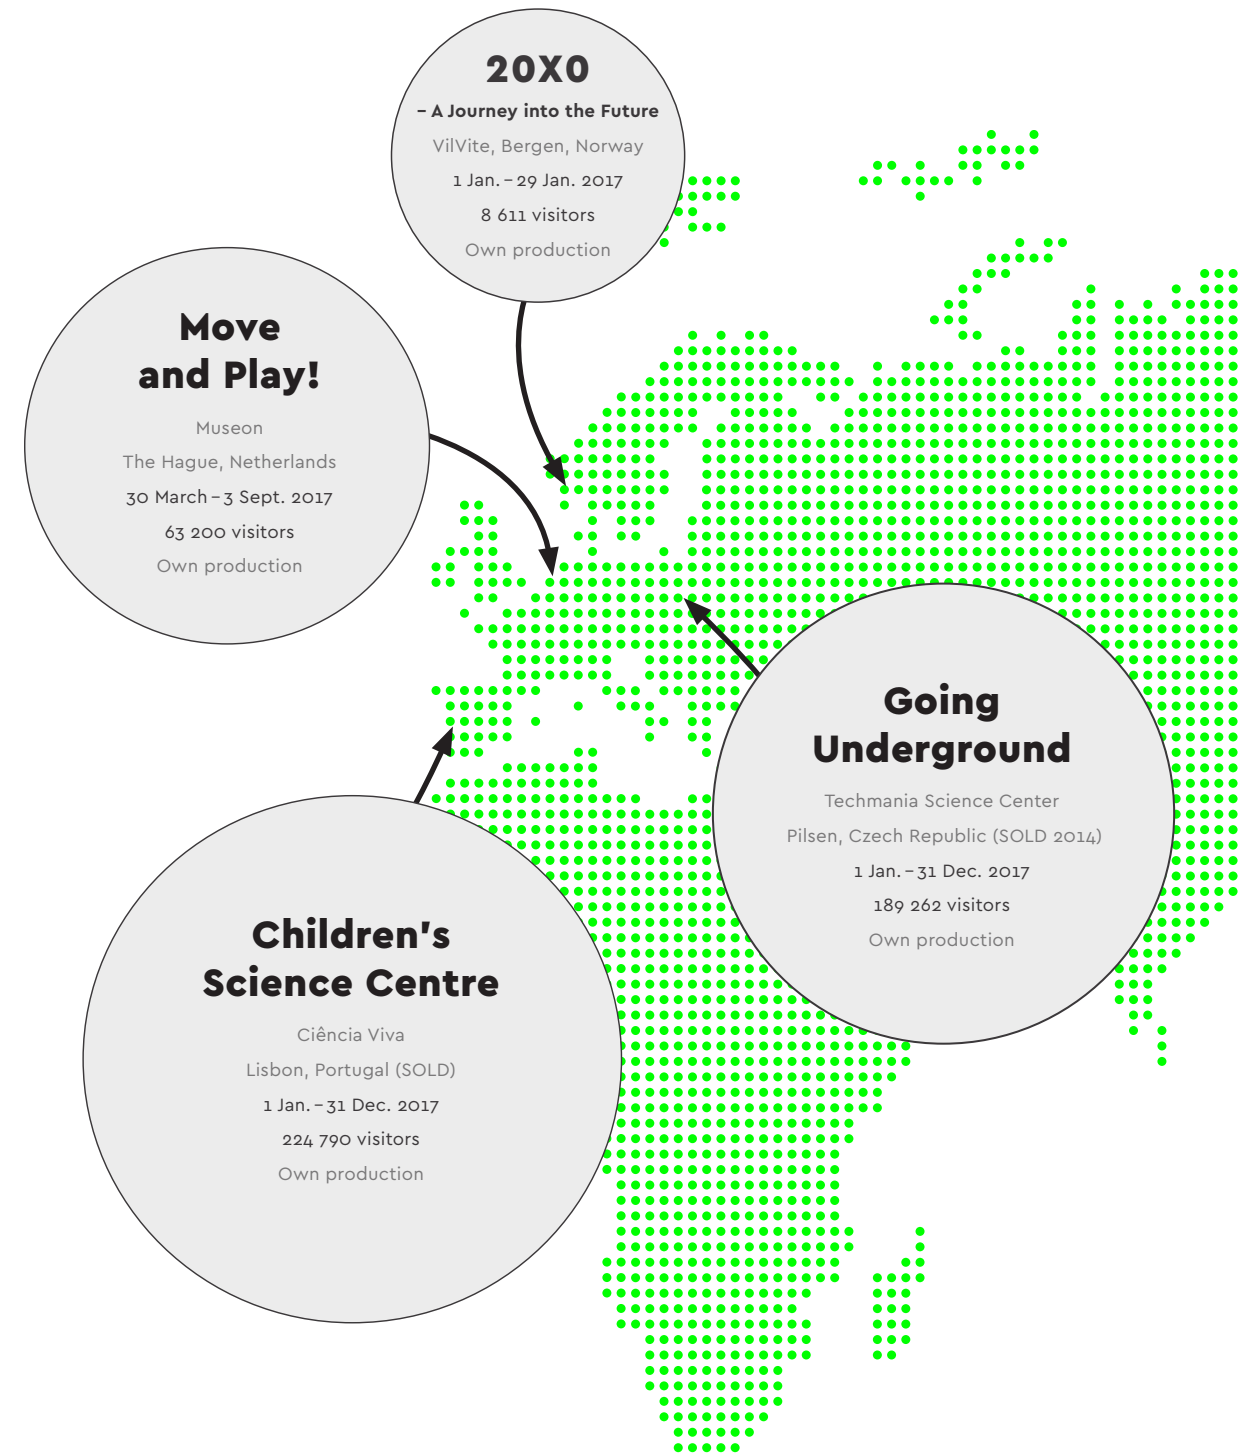 20X0
– A Journey into the Future
VilVite, Bergen, Norway
1 Jan. – 29 Jan. 2017
8 611 visitors
Own production
Move
and Play!
Museon
The Hague, Netherlands
30 March – 3 Sept. 2017
63 200 visitors
Own production
Going
Underground
Techmania Science Center
Pilsen, Czech Republic (SOLD 2014)
1 Jan. – 31 Dec. 2017
189 262 visitors
Own production
Children's
Science Centre
Ciência Viva
Lisbon, Portugal (SOLD)
1 Jan. – 31 Dec. 2017
224 790 visitors
Own production